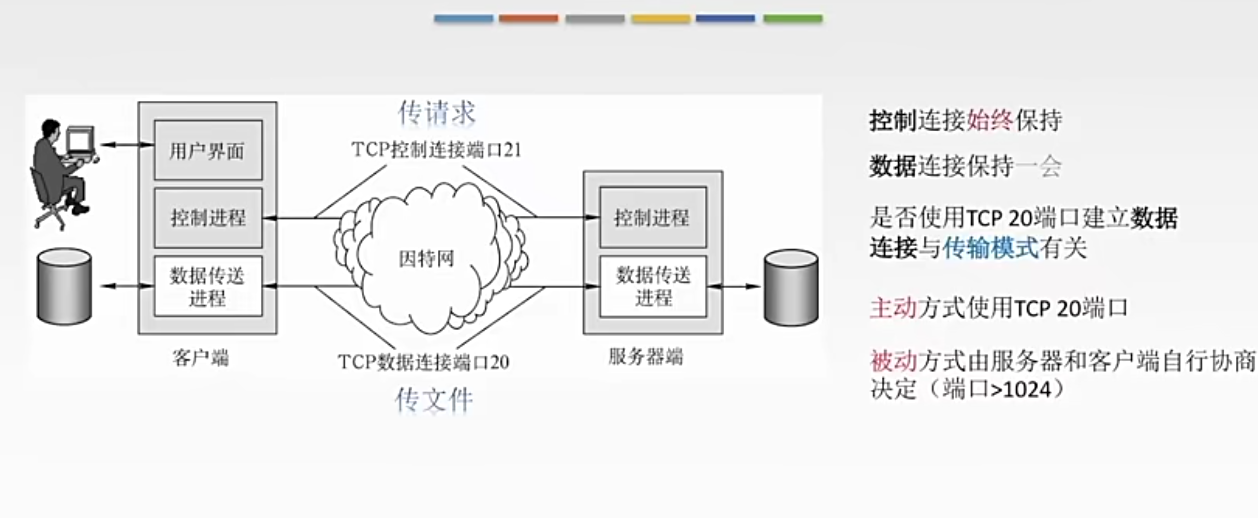 传请求
TCP控制连接端口21
用户界面
控制进程
数据传送
进程
客户端
因特网
控制进程
数据传送
进程
服务器端
TCP数据连接端口20
传文件
控制连接始终保持
数据连接保持一会
是否使用TCP 20端口建立数据
连接与传输模式有关
主动方式使用TCP 20端口
被动方式由服务器和客户端自行协商
决定（端口>1024）